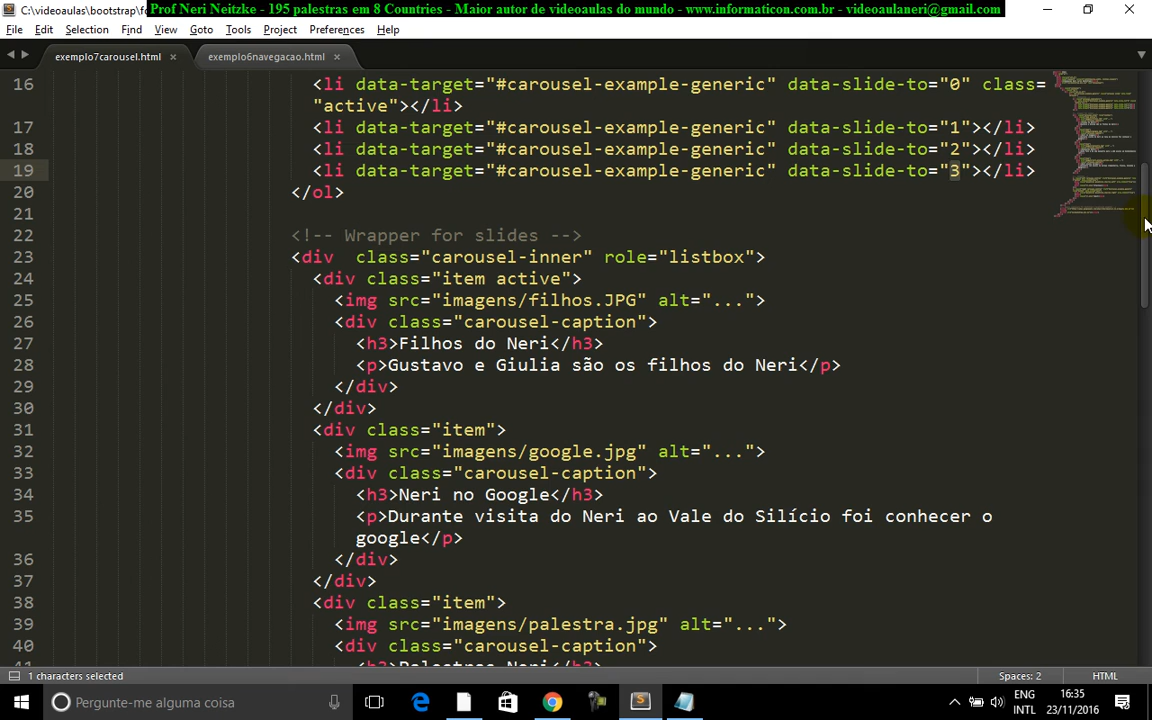 C:\videoaulas\bootstrap\fo
Prof Neri Neitzke - 195 palestras em 8 Countries - Maior autor de videoaulas do mundo - www.informaticon.com.br - videoaulaneri@gmail.com
File Edit Selection Find View Goto Tools Project Preferences Help
exemplo7carousel.html × exemplo6navegacao.html ×
16 <li data-target="#carousel-example-generic" data-slide-to="0" class=
"active"></li>
17 <li data-target="#carousel-example-generic" data-slide-to="1"></li>
18 <li data-target="#carousel-example-generic" data-slide-to="2"></li>
19 <li data-target="#carousel-example-generic" data-slide-to="3"></li>
20 </ol>
21
22 <!-- Wrapper for slides -->
23 <div  class="carousel-inner" role="listbox">
24 <div class="item active">
25 <img src="imagens/filhos.JPG" alt="...">
26 <div class="carousel-caption">
27 <h3>Filhos do Neri</h3>
28 <p>Gustavo e Giulia são os filhos do Neri</p>
29 </div>
30 </div>
31 <div class="item">
32 <img src="imagens/google.jpg" alt="...">
33 <div class="carousel-caption">
34 <h3>Neri no Google</h3>
35 <p>Durante visita do Neri ao Vale do Silício foi conhecer o
google</p>
36 </div>
37 </div>
38 <div class="item">
39 <img src="imagens/palestra.jpg" alt="...">
40 <div class="carousel-caption">
41 <h3>Palestras Neri</h3>
1 characters selected Spaces: 2 HTML
Pergunte-me alguma coisa ENG 16:35
INTL 23/11/2016